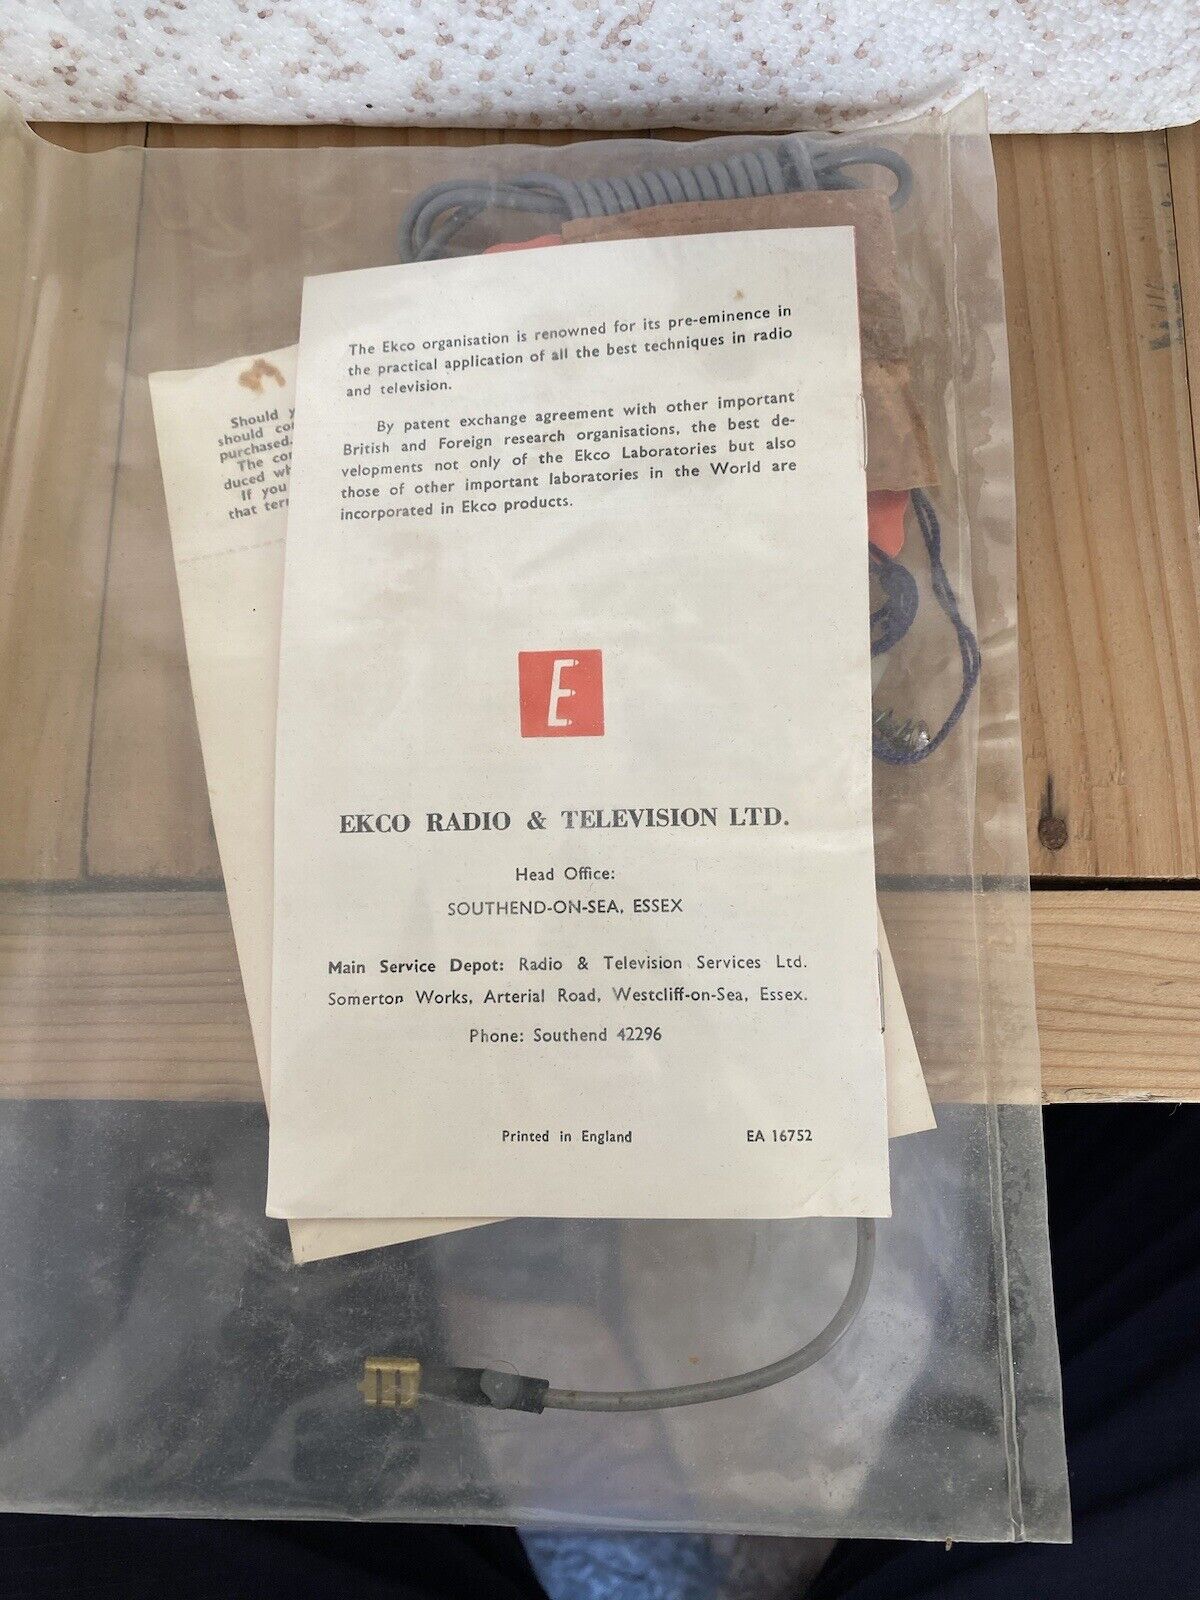 The Ekco organisation is renowned for its pre-eminence in
the practical application of all the best techniques in radio
and television.
By patent exchange agreement with other important
British and Foreign research organisations, the best de-
velopments not only of the Ekco Laboratories but also
those of other important laboratories in the World are
incorporated in Ekco products.
E
EKCO RADIO & TELEVISION LTD.
Head Office:
SOUTHEND-ON-SEA, ESSEX
Main Service Depot: Radio & Television Services Ltd.
Somerton Works, Arterial Road, Westcliff-on-Sea, Essex.
Phone: Southend 42296
Printed in England EA 16752
Should
should
purchased.
The
duced
If you
that